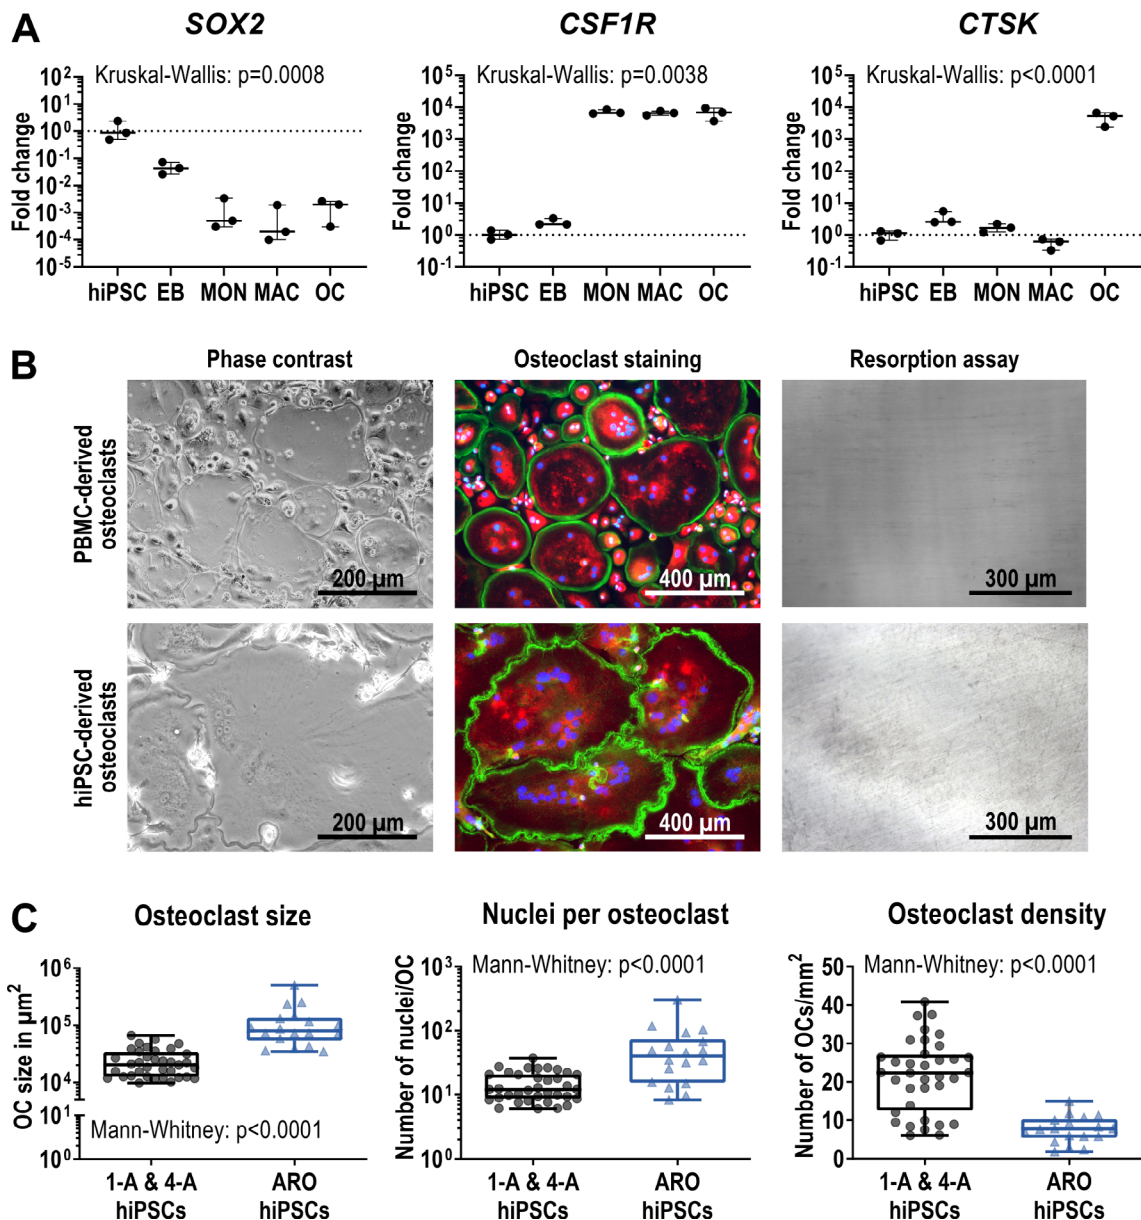 A
SOX2
CSF1R
CTSK
Kruskal-Wallis: p=0.0008
Kruskal-Wallis: p=0.0038
Kruskal-Wallis: p<0.0001
Fold change
10²
10¹
10⁰
10⁻¹
10⁻²
10⁻³
10⁻⁴
10⁻⁵
hiPSC EB MON MAC OC
Fold change
10⁵
10⁴
10³
10²
10¹
10⁰
10⁻¹
hiPSC EB MON MAC OC
Fold change
10⁵
10⁴
10³
10²
10¹
10⁰
10⁻¹
hiPSC EB MON MAC OC
B
Phase contrast
Osteoclast staining
Resorption assay
PBMC-derived
osteoclasts
200 µm
400 µm
300 µm
hiPSC-derived
osteoclasts
200 µm
400 µm
300 µm
C
Osteoclast size
Nuclei per osteoclast
Osteoclast density
OC size in µm²
10⁶
10⁵
10⁴
10¹
10⁰
Mann-Whitney: p<0.0001
1-A & 4-A
hiPSCs
ARO
hiPSCs
Number of nuclei/OC
10³
10²
10¹
10⁰
Mann-Whitney: p<0.0001
1-A & 4-A
hiPSCs
ARO
hiPSCs
Number of OCs/mm²
50
40
30
20
10
0
Mann-Whitney: p<0.0001
1-A & 4-A
hiPSCs
ARO
hiPSCs